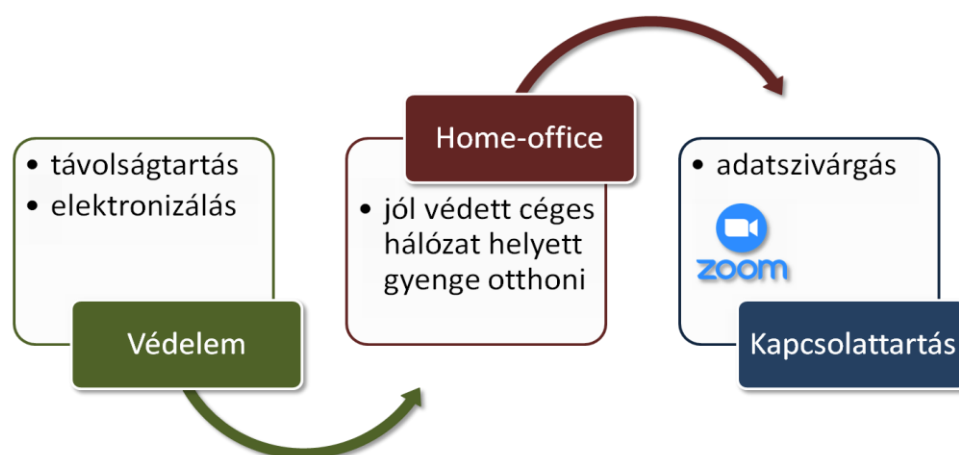 • távolságtartás
• elektronizálás
Védelem
Home-office
• jól védett céges
hálózat helyett
gyenge otthoni
• adatszivárgás
zoom
Kapcsolattartás